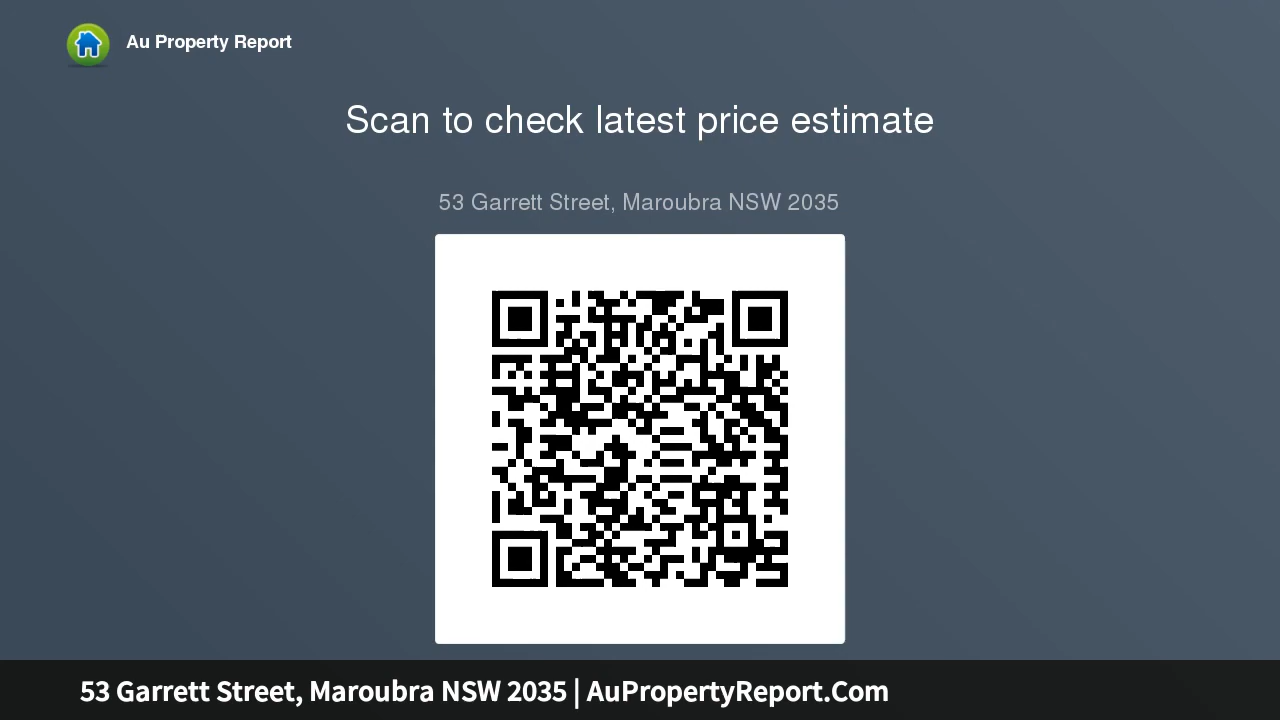 Au Property Report
Scan to check latest price estimate
53 Garrett Street, Maroubra NSW 2035
53 Garrett Street, Maroubra NSW 2035 | AuPropertyReport.Com